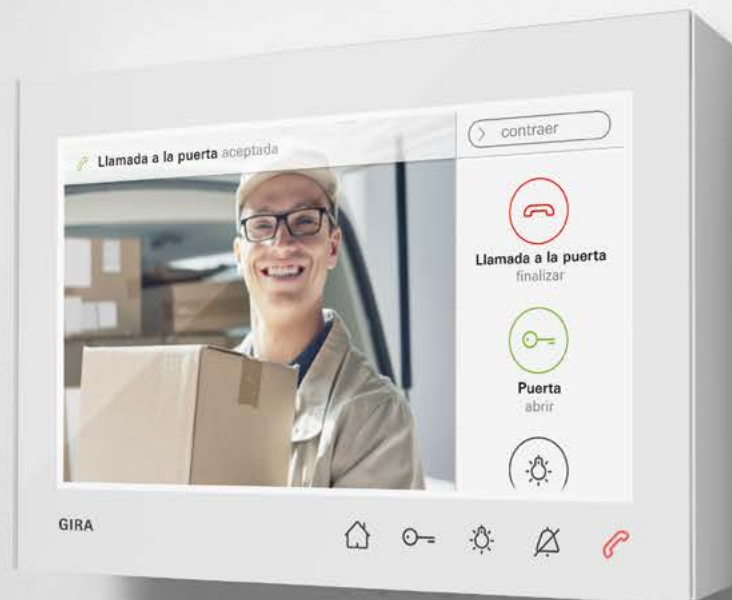 Llamada a la puerta aceptada
contraer
Llamada a la puerta
finalizar
Puerta
abrir
GIRA